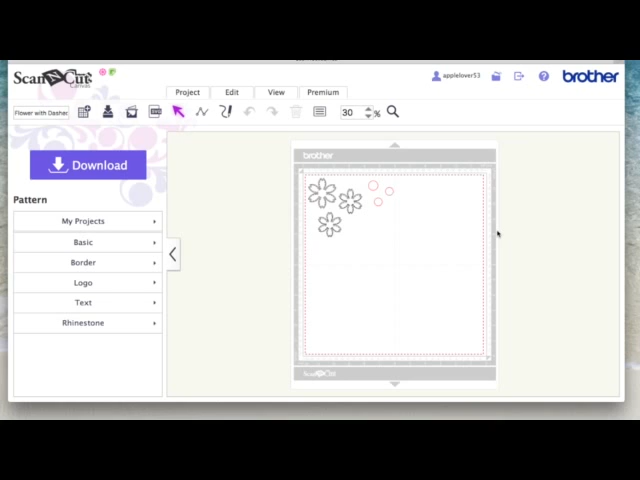 ScanNCut
Canvas
applelover53
brother
Project
Edit
View
Premium
Flower with Dashes
30
%
Download
Pattern
My Projects
Basic
Border
Logo
Text
Rhinestone
brother
ScanNCut